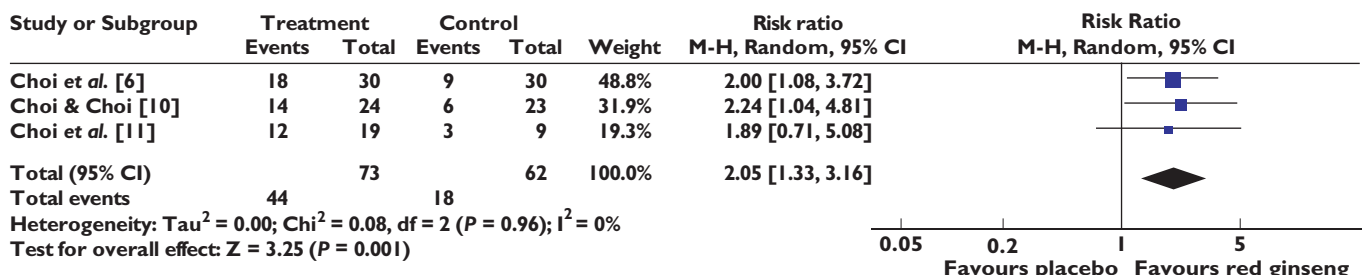 Study or Subgroup Treatment Control Risk ratio Risk Ratio
Events Total Events Total Weight M-H, Random, 95% CI M-H, Random, 95% CI
Choi et al. [6] 18 30 9 30 48.8% 2.00 [1.08, 3.72]
Choi & Choi [10] 14 24 6 23 31.9% 2.24 [1.04, 4.81]
Choi et al. [11] 12 19 3 9 19.3% 1.89 [0.71, 5.08]
Total (95% CI) 73 62 100.0% 2.05 [1.33, 3.16]
Total events 44 18
Heterogeneity: Tau² = 0.00; Chi² = 0.08, df = 2 (P = 0.96); I² = 0%
Test for overall effect: Z = 3.25 (P = 0.001)
0.05 0.2 1 5
Favours placebo Favours red ginseng